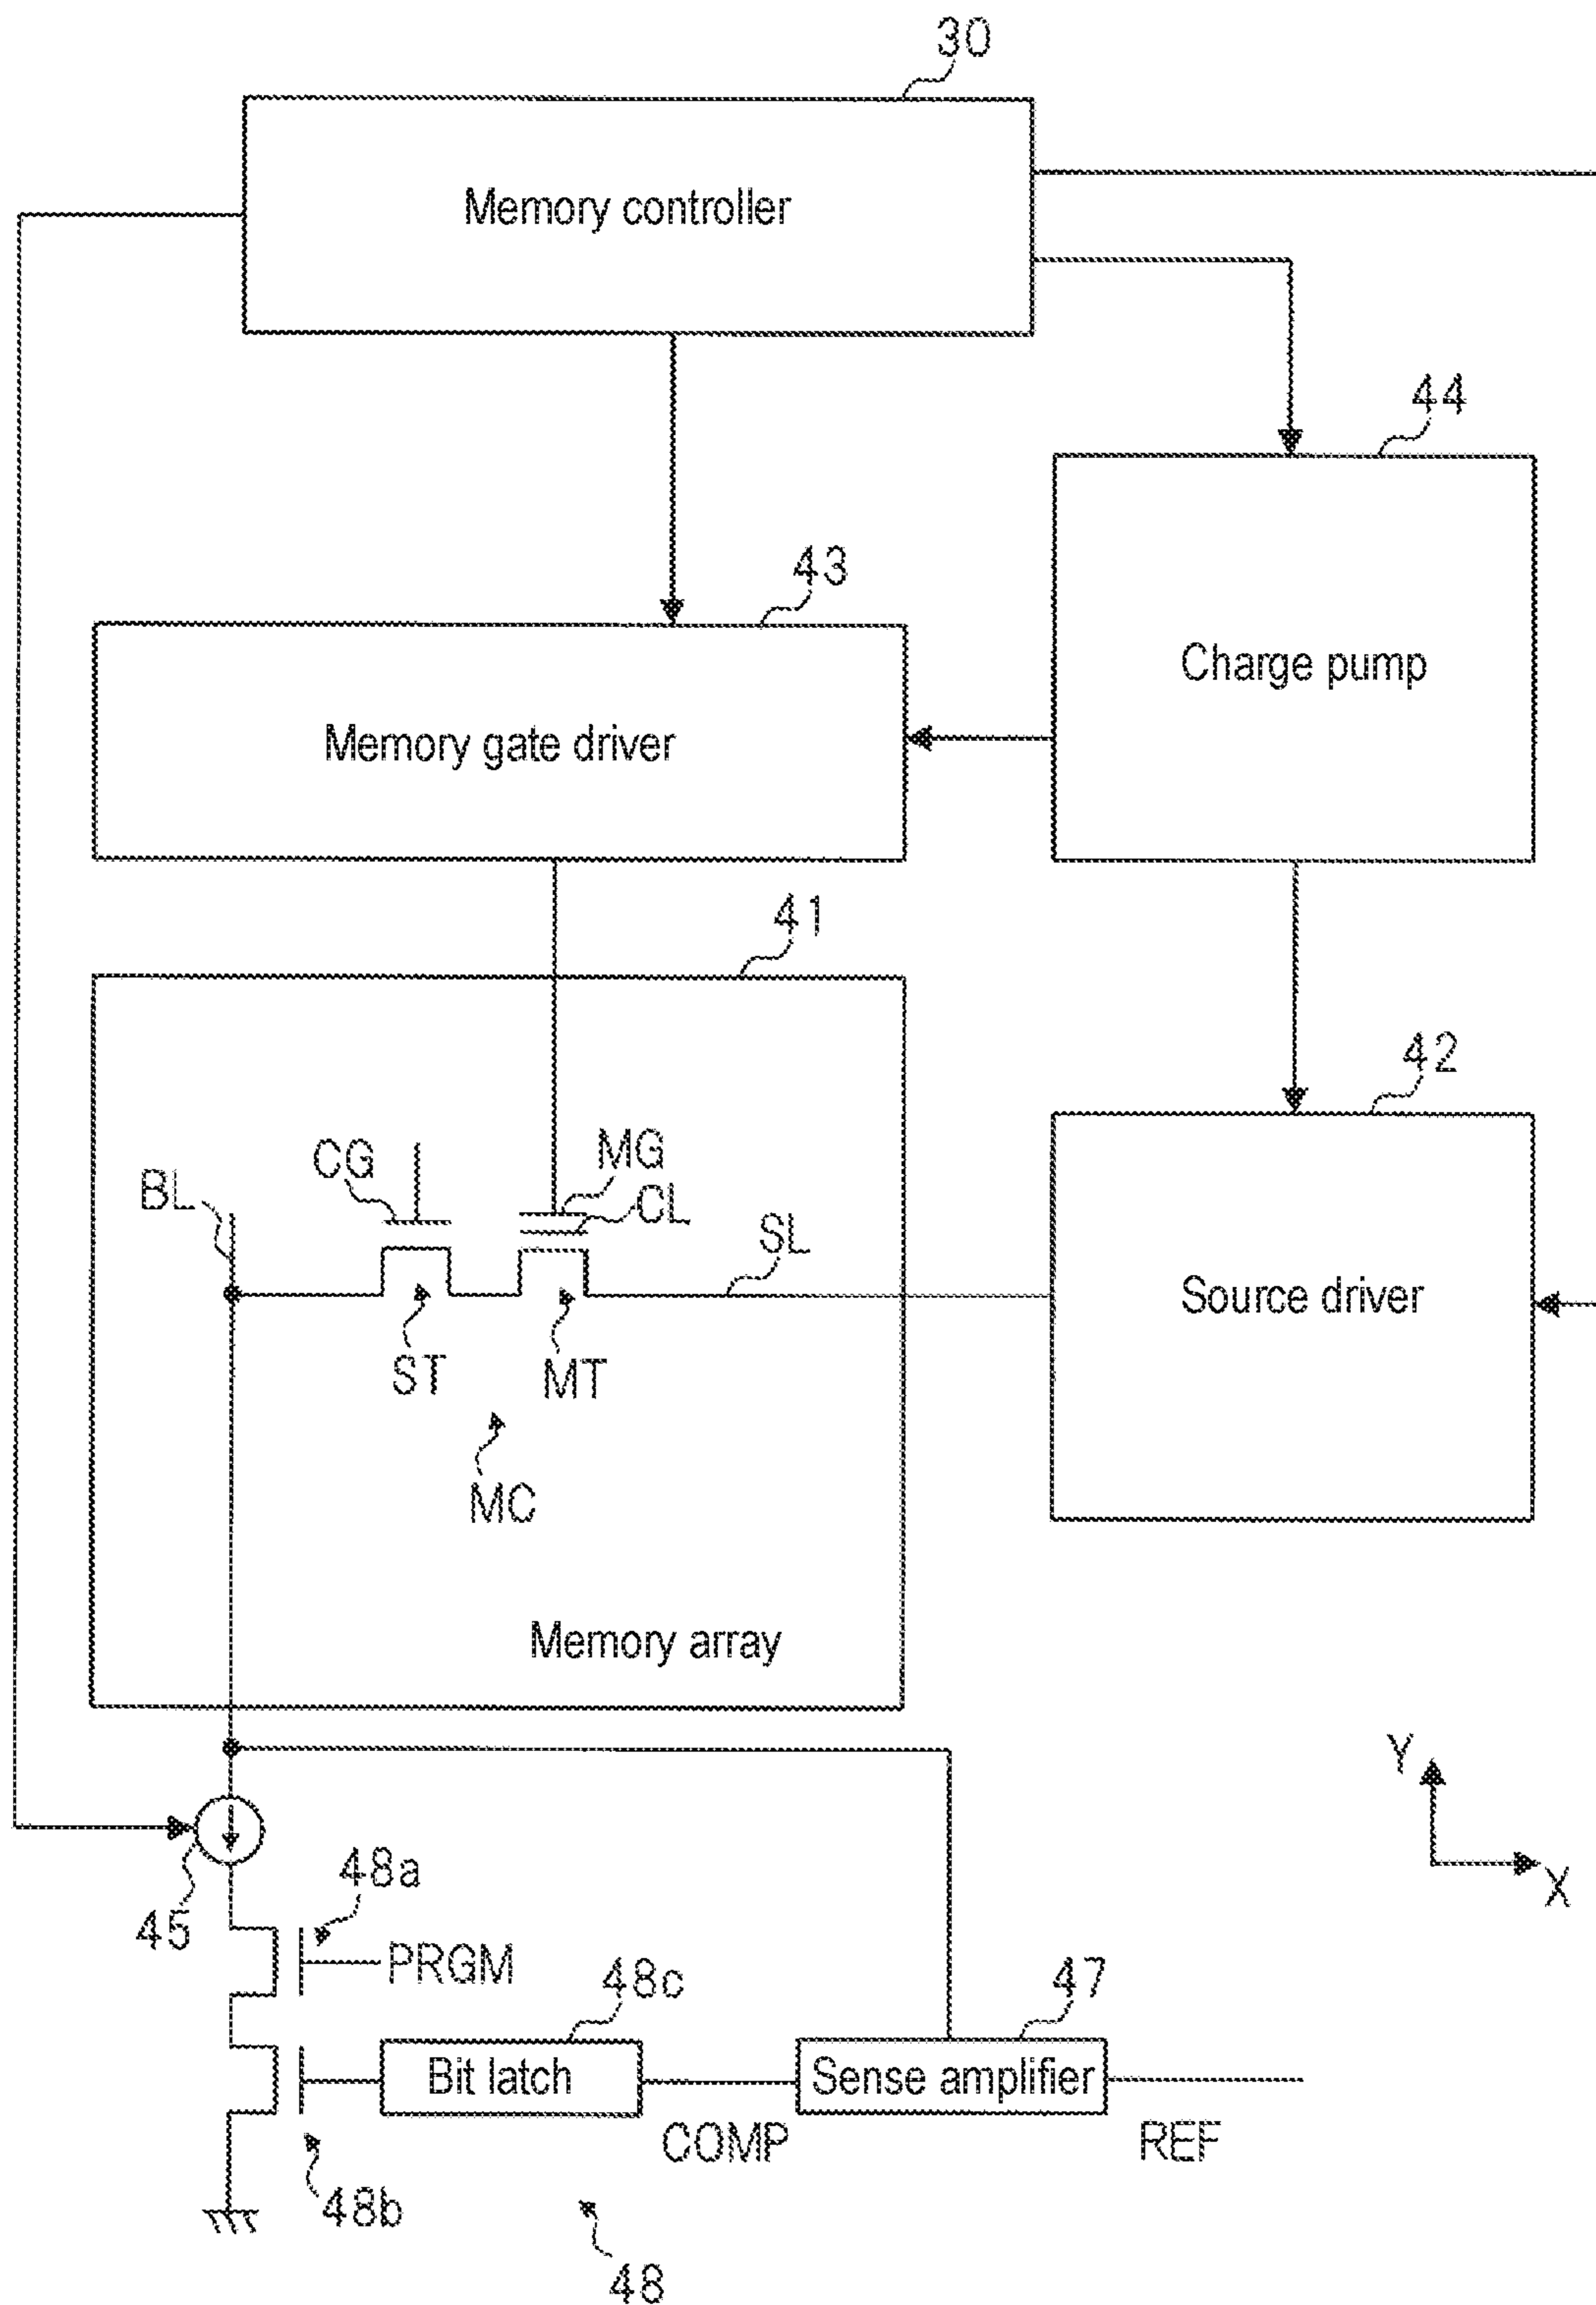 30
Memory controller
44
43
Charge pump
Memory gate driver
41
42
MG
CG
CL
BL
SL
Source driver
ST
MT
MC
Memory array
Y
X
48a
45
PRGM
48c
47
Bit latch
Sense amplifier
COMP
REF
48b
48